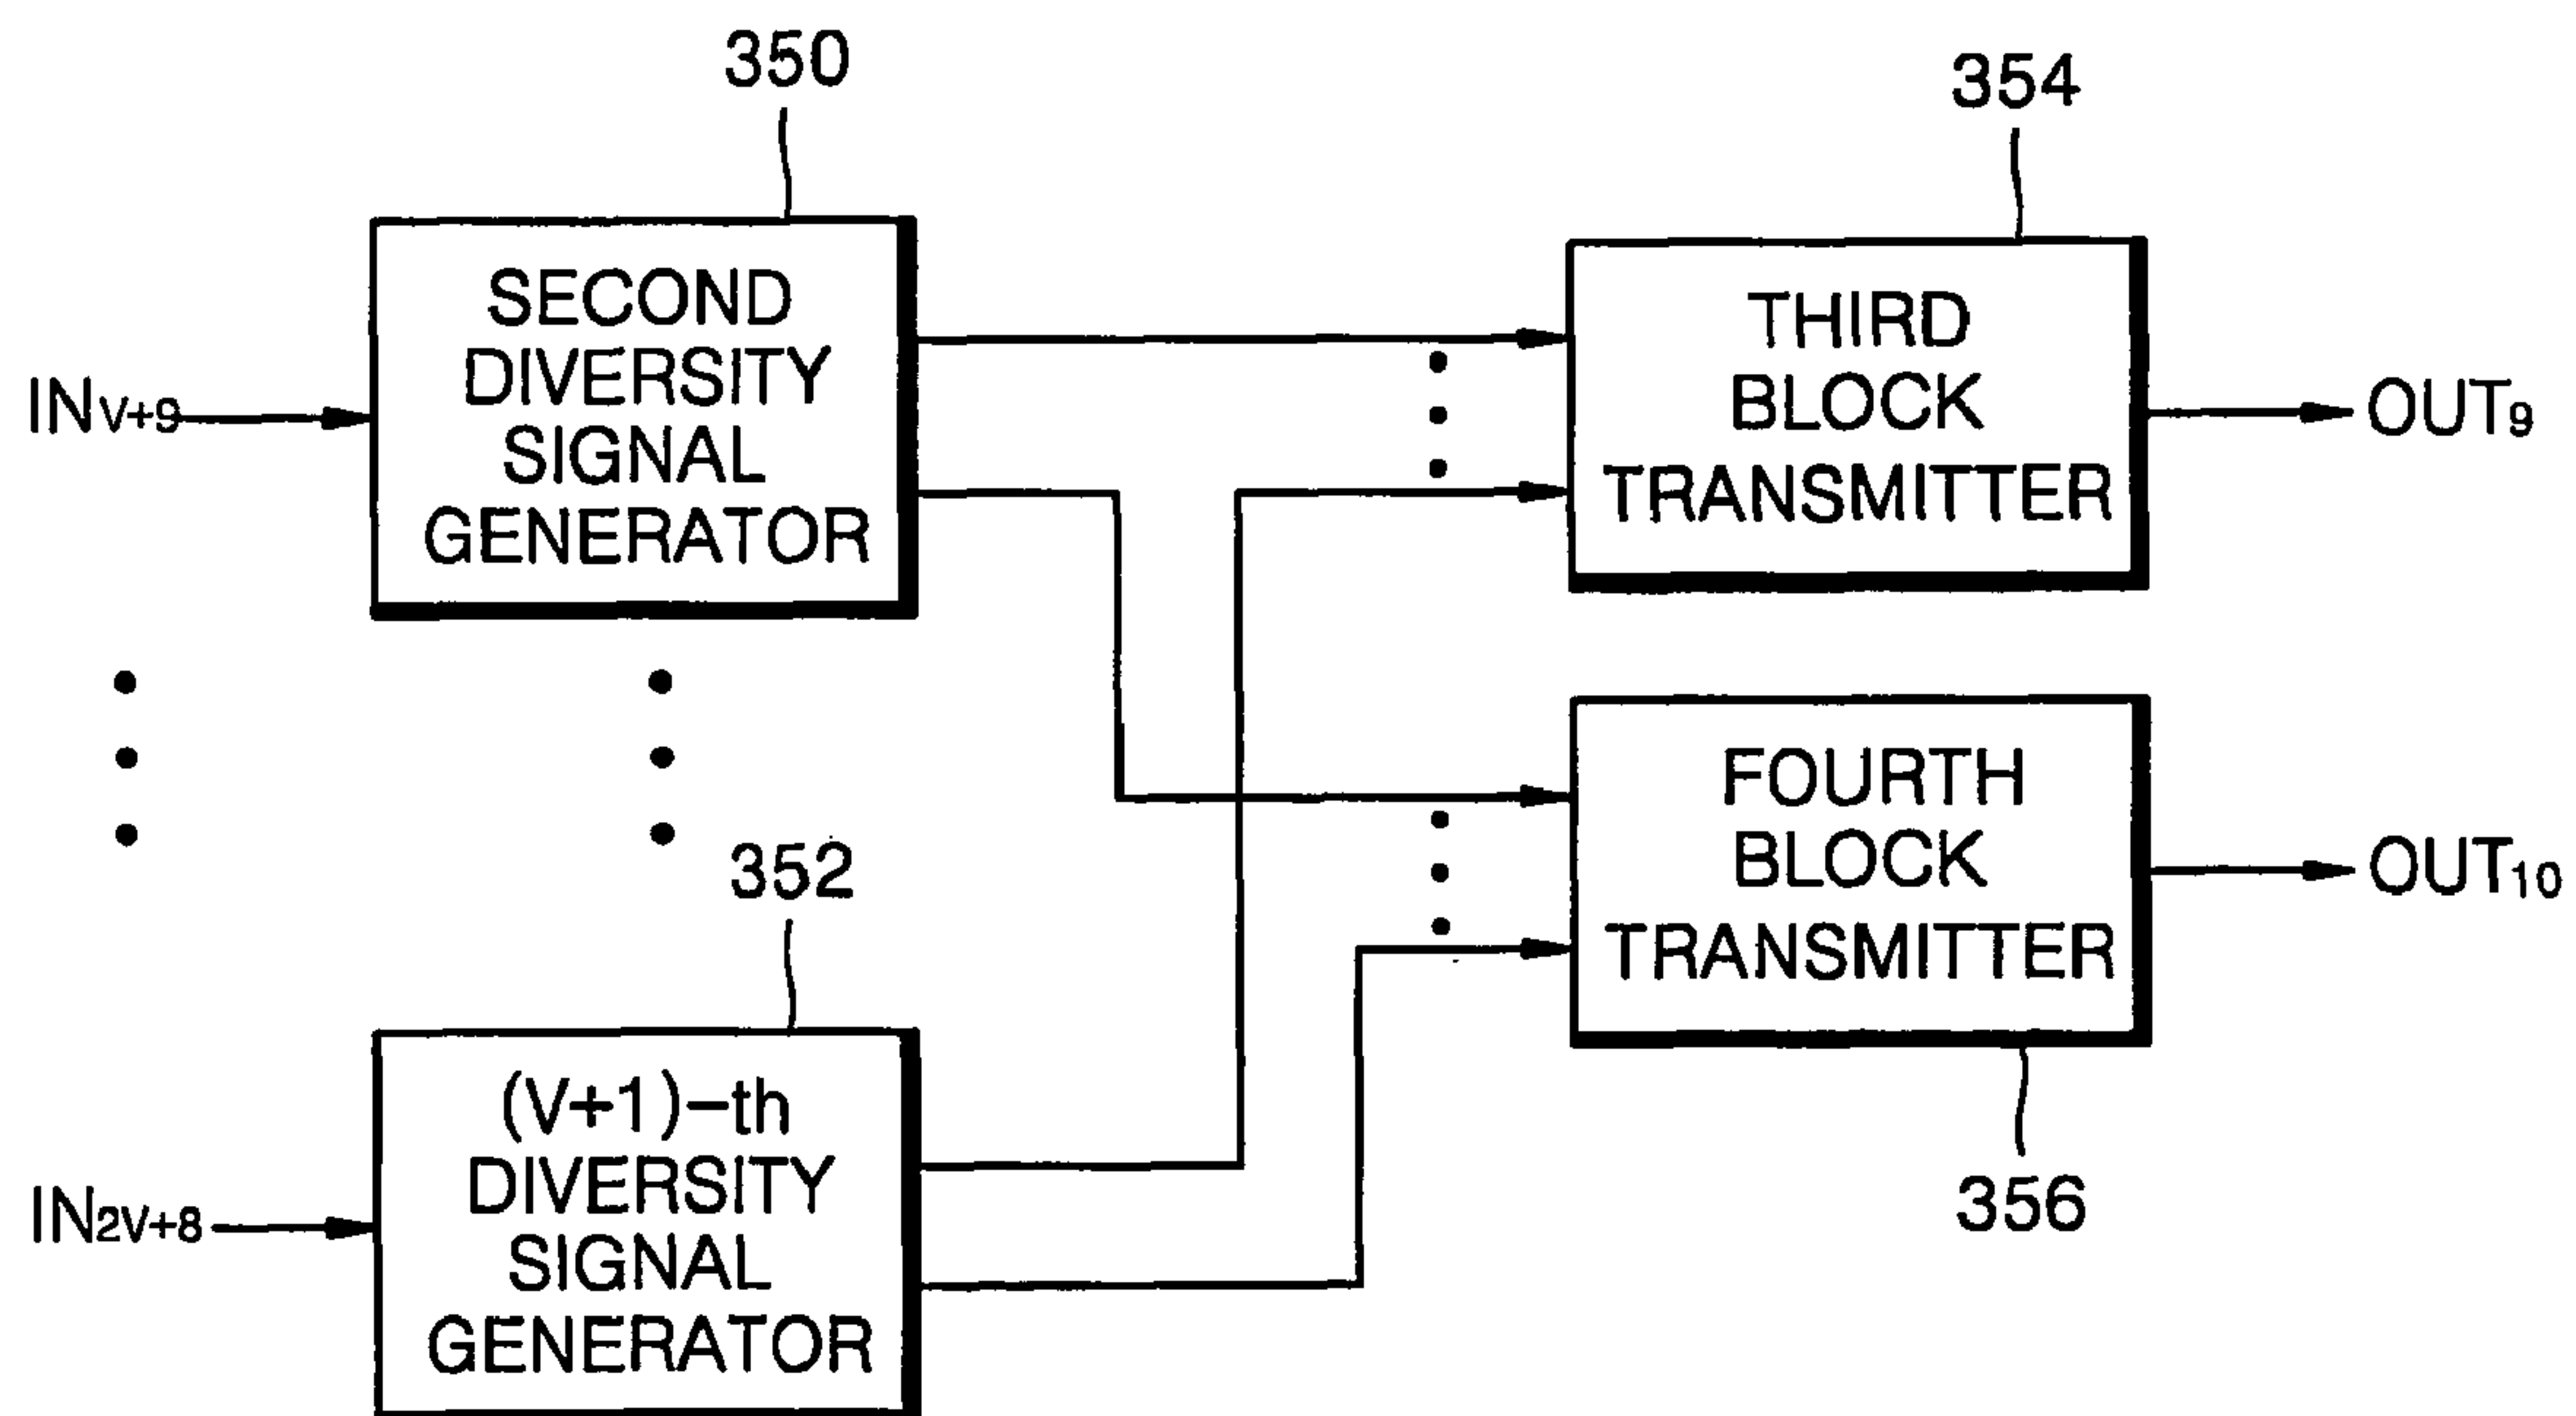 350
354
SECOND
DIVERSITY
SIGNAL
GENERATOR
THIRD
BLOCK
TRANSMITTER
INV+9
OUT9
352
FOURTH
BLOCK
TRANSMITTER
OUT10
(V+1)-th
DIVERSITY
SIGNAL
GENERATOR
IN2V+8
356